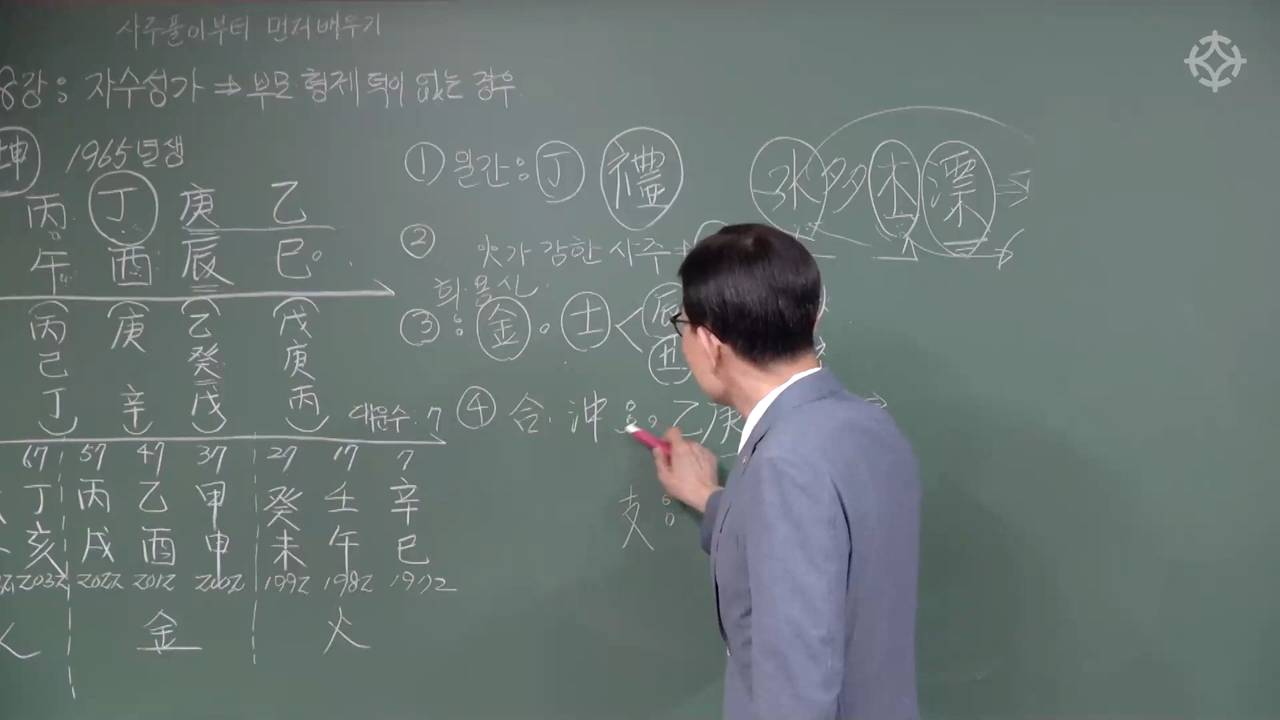 사주풀이부터 먼저배우기
강: 자수성가 ⇒ 부모 형제 덕이 없는 경우
坤 1965년생
丙 丁 庚 乙
午 酉 辰 巳
丙 庚 乙 戊
己 癸 庚
丁 辛 戊 丙 대운수. 7
67 57 47 37 27 17 7
丁 丙 乙 甲 癸 壬 辛
亥 戌 酉 申 未 午 巳
2032 2022 2012 2002 1992 1982 1972
金 火
① 일간: 丁 禮
② 火가 강한 사주
③ 희용신: 金. 土 < 辰
丑
④ 合. 沖 : 乙庚
支:
水多木漂 ⇒